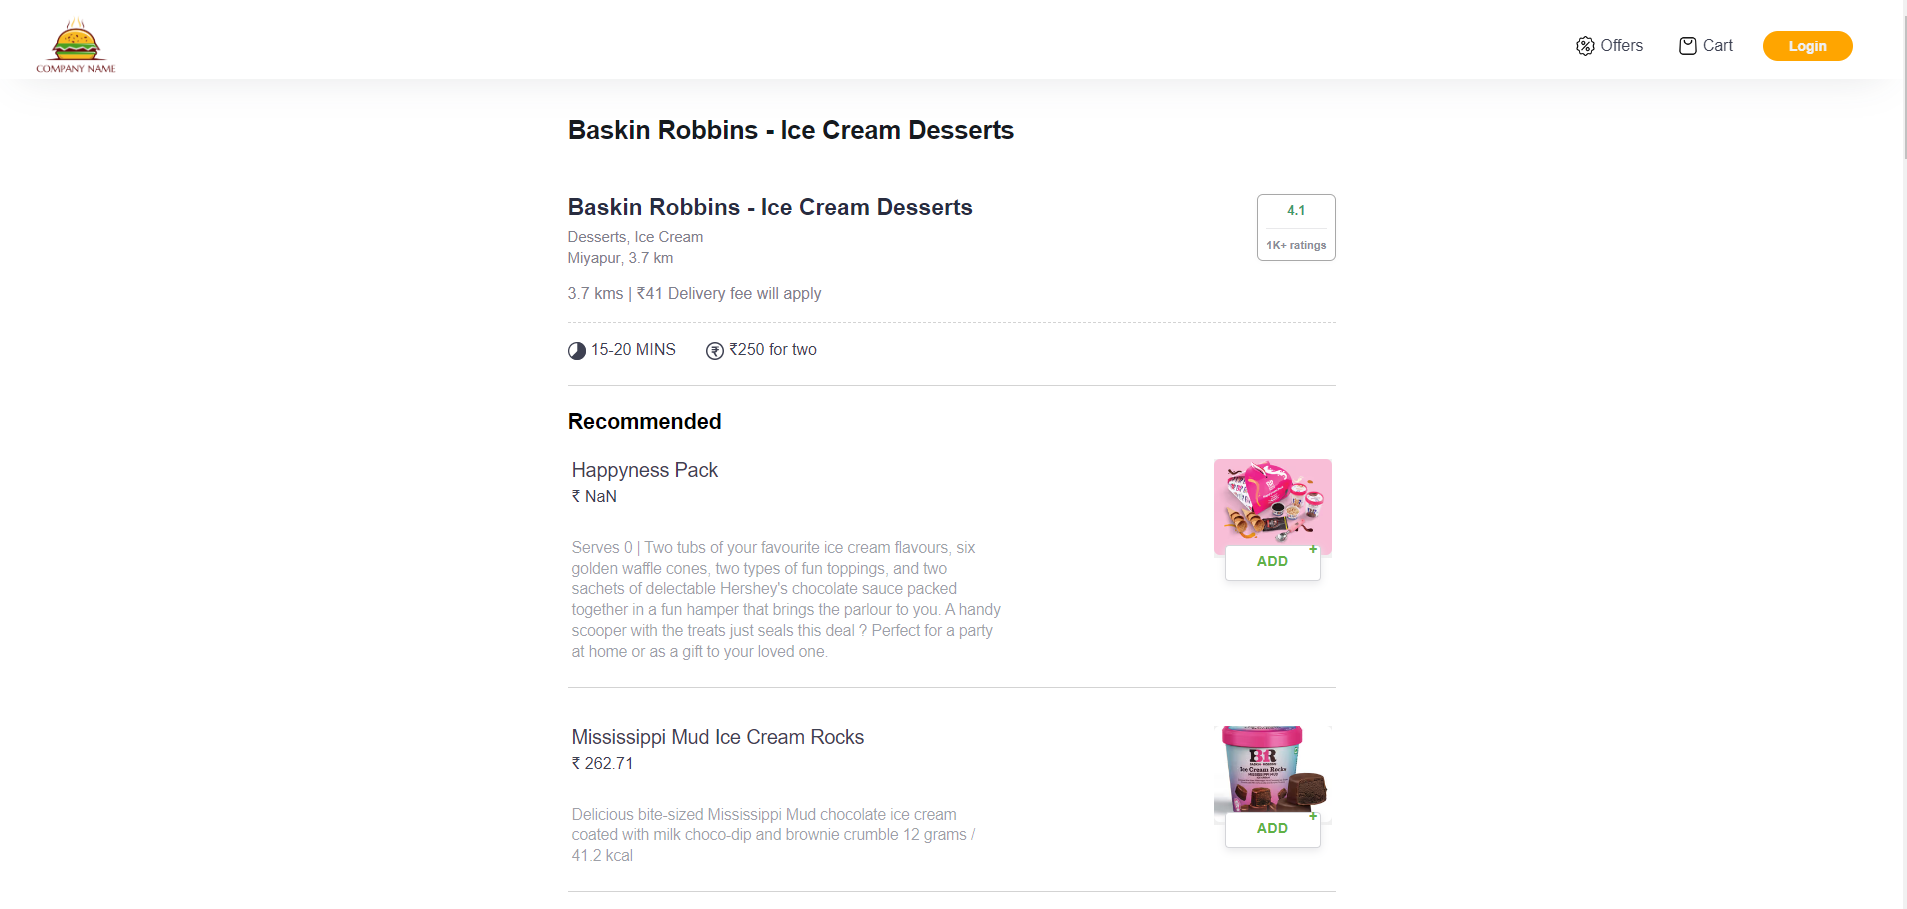 COMPANY NAME
Offers
Cart
Login
Baskin Robbins - Ice Cream Desserts
Baskin Robbins - Ice Cream Desserts
4.1
Desserts, Ice Cream
1K+ ratings
Miyapur, 3.7 km
3.7 kms | ₹41 Delivery fee will apply
15-20 MINS
₹250 for two
Recommended
Happyness Pack
₹ NaN
Serves 0 | Two tubs of your favourite ice cream flavours, six
golden waffle cones, two types of fun toppings, and two
sachets of delectable Hershey's chocolate sauce packed
together in a fun hamper that brings the parlour to you. A handy
scooper with the treats just seals this deal ? Perfect for a party
at home or as a gift to your loved one.
ADD
+
Mississippi Mud Ice Cream Rocks
₹ 262.71
Delicious bite-sized Mississippi Mud chocolate ice cream
coated with milk choco-dip and brownie crumble 12 grams /
41.2 kcal
BR
Ice Cream Rocks
MISSISSIPPI MUD
ADD
+